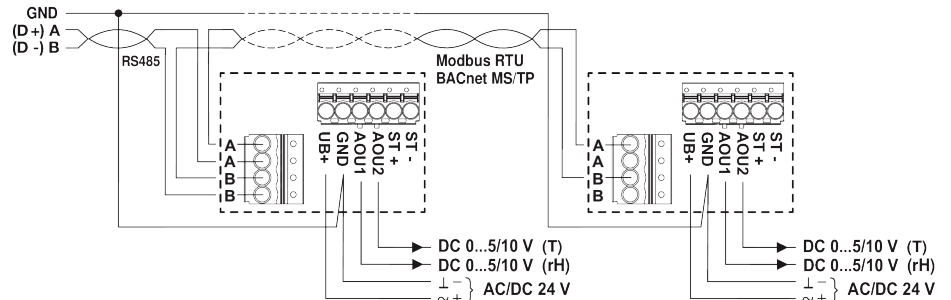 GND
(D+) A
(D -) B
RS485
Modbus RTU
BACnet MS/TP
A
A
B
B
UB+
GND
AOU1
AOU2
ST +
ST -
DC 0...5/10 V (T)
DC 0...5/10 V (rH)
⊥ –
~ +
AC/DC 24 V
A
A
B
B
UB+
GND
AOU1
AOU2
ST +
ST -
DC 0...5/10 V (T)
DC 0...5/10 V (rH)
⊥ –
~ +
AC/DC 24 V